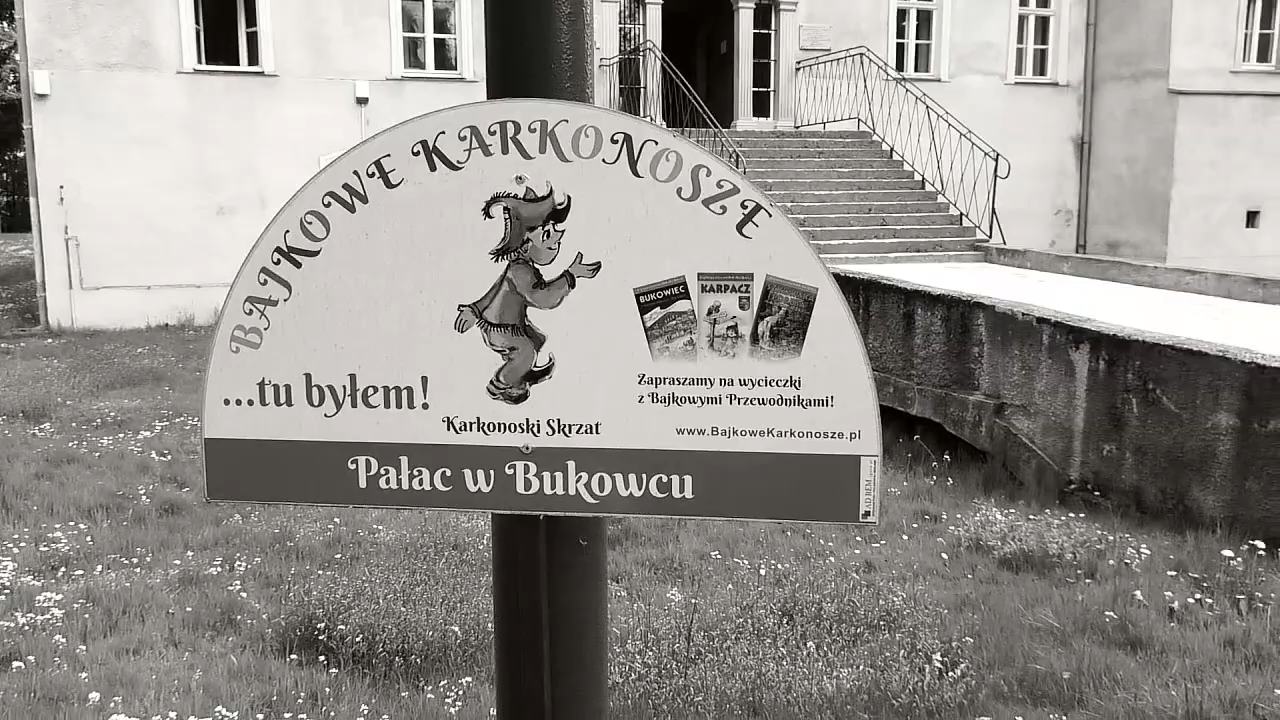 BAJKOWE KARKONOSZE
BUKOWIEC
KARPACZ
...tu byłem!
Zapraszamy na wycieczki
z Bajkowymi Przewodnikami!
Karkonoski Skrzat
www.BajkoweKarkonosze.pl
Pałac w Bukowcu